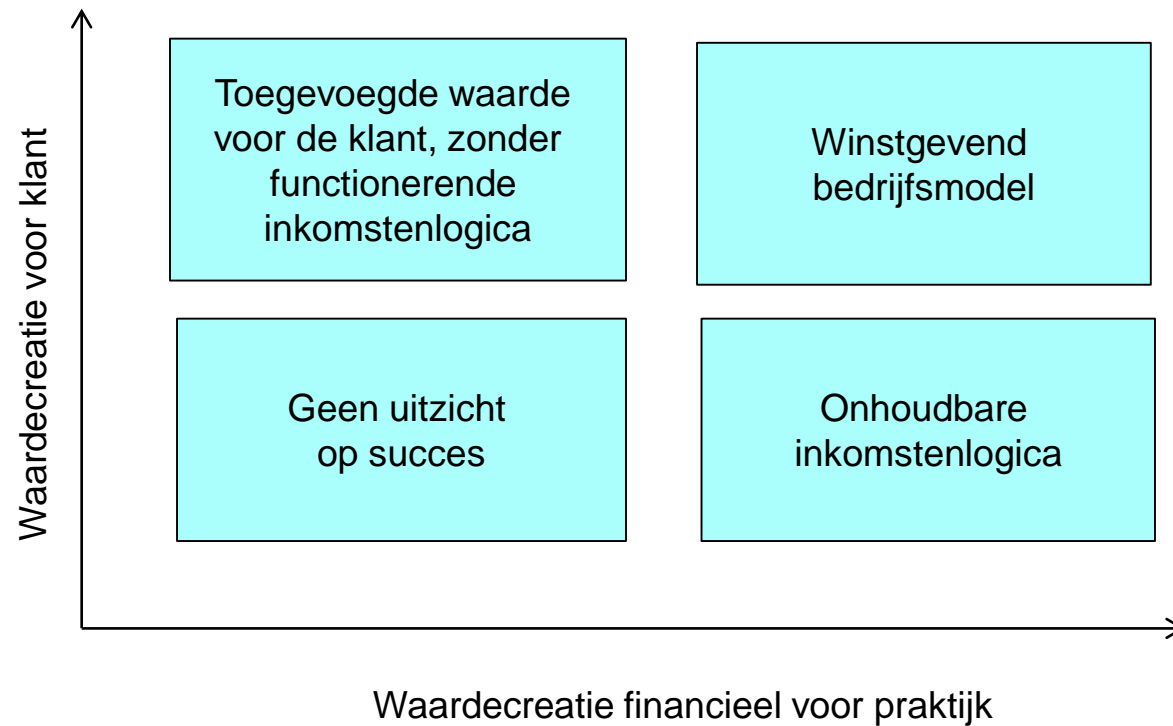 Waardecreatie voor klant
Toegevoegde waarde
voor de klant, zonder
functionerende
inkomstenlogica
Winstgevend
bedrijfsmodel
Geen uitzicht
op succes
Onhoudbare
inkomstenlogica
Waardecreatie financieel voor praktijk